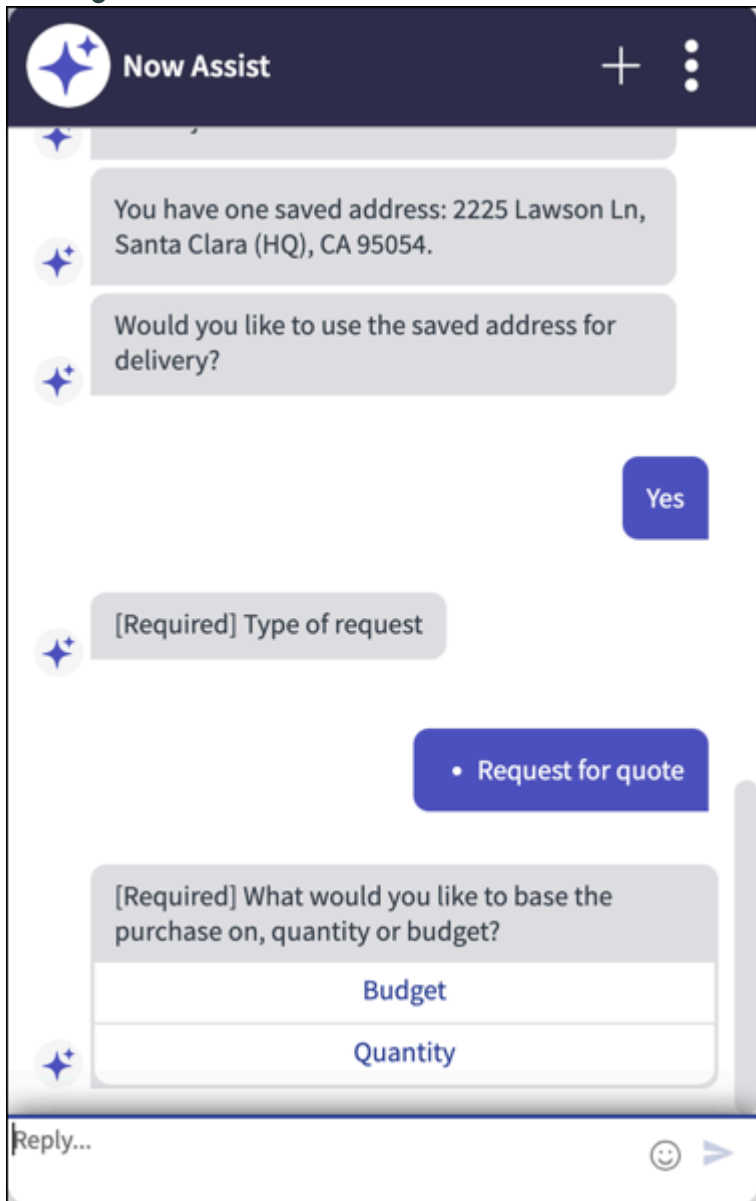 Now Assist
You have one saved address: 2225 Lawson Ln,
Santa Clara (HQ), CA 95054.
Would you like to use the saved address for
delivery?
Yes
[Required] Type of request
• Request for quote
[Required] What would you like to base the
purchase on, quantity or budget?
Budget
Quantity
Reply...